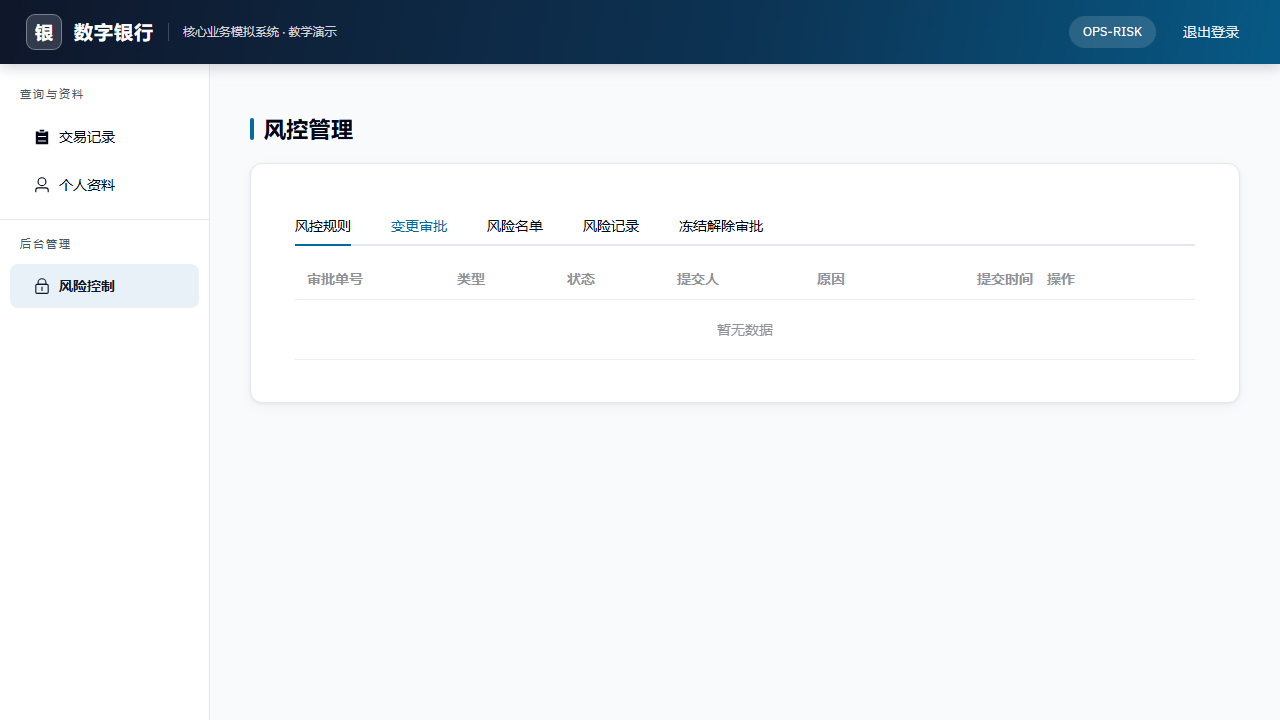 银 数字银行 核心业务模拟系统 · 教学演示 OPS-RISK 退出登录
查询与资料
交易记录
个人资料
后台管理
风险控制
风控管理
风控规则 变更审批 风险名单 风险记录 冻结解除审批
审批单号 类型 状态 提交人 原因 提交时间 操作
暂无数据